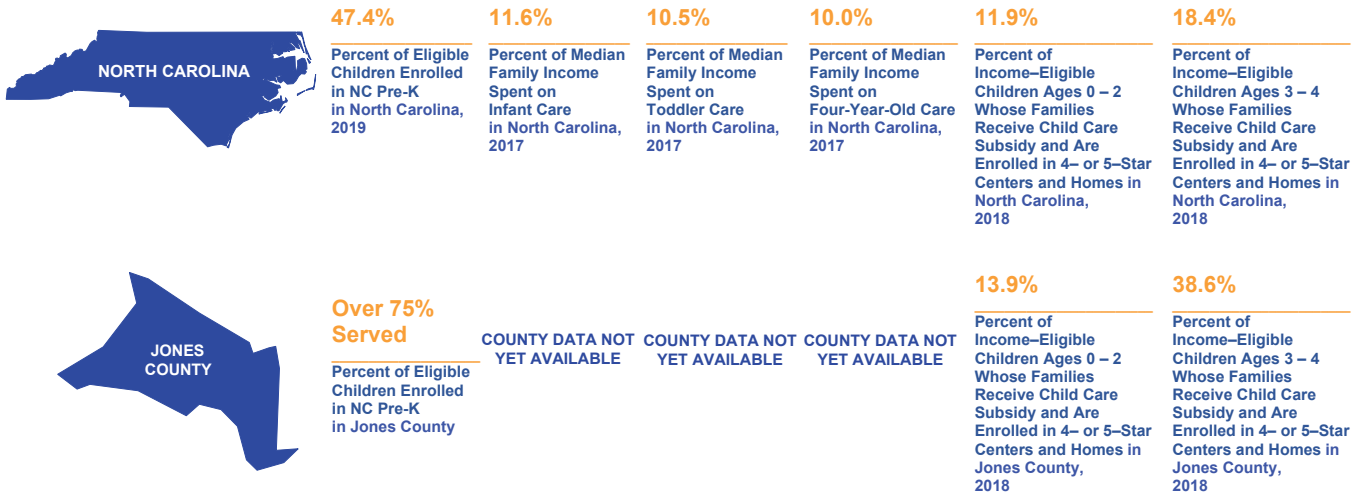 NORTH CAROLINA
47.4%
Percent of Eligible
Children Enrolled
in NC Pre-K
in North Carolina,
2019
11.6%
Percent of Median
Family Income
Spent on
Infant Care
in North Carolina,
2017
10.5%
Percent of Median
Family Income
Spent on
Toddler Care
in North Carolina,
2017
10.0%
Percent of Median
Family Income
Spent on
Four-Year-Old Care
in North Carolina,
2017
11.9%
Percent of
Income–Eligible
Children Ages 0 – 2
Whose Families
Receive Child Care
Subsidy and Are
Enrolled in 4– or 5–Star
Centers and Homes in
North Carolina,
2018
18.4%
Percent of
Income–Eligible
Children Ages 3 – 4
Whose Families
Receive Child Care
Subsidy and Are
Enrolled in 4– or 5–Star
Centers and Homes in
North Carolina,
2018
JONES
COUNTY
Over 75%
Served
Percent of Eligible
Children Enrolled
in NC Pre-K
in Jones County
COUNTY DATA NOT
YET AVAILABLE
COUNTY DATA NOT
YET AVAILABLE
COUNTY DATA NOT
YET AVAILABLE
13.9%
Percent of
Income–Eligible
Children Ages 0 – 2
Whose Families
Receive Child Care
Subsidy and Are
Enrolled in 4– or 5–Star
Centers and Homes in
Jones County,
2018
38.6%
Percent of
Income–Eligible
Children Ages 3 – 4
Whose Families
Receive Child Care
Subsidy and Are
Enrolled in 4– or 5–Star
Centers and Homes in
Jones County,
2018